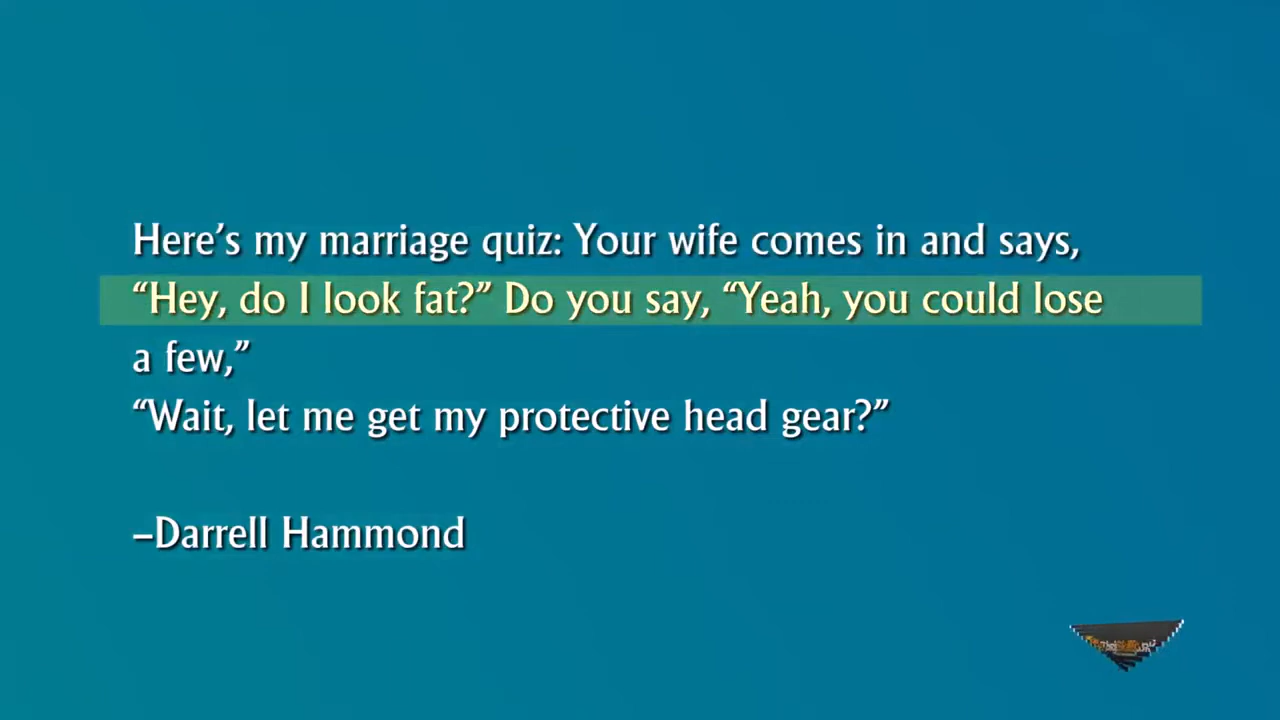 Here’s my marriage quiz: Your wife comes in and says,
“Hey, do I look fat?” Do you say, “Yeah, you could lose
a few,”
“Wait, let me get my protective head gear?”
–Darrell Hammond